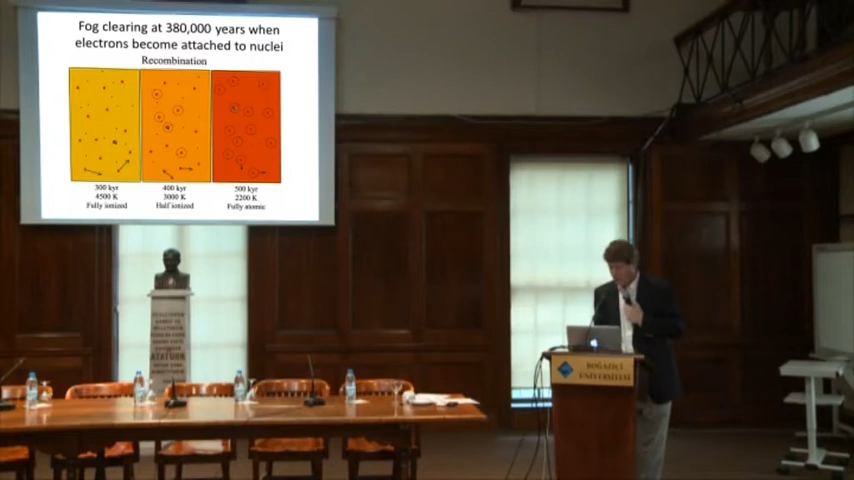 Fog clearing at 380,000 years when
electrons become attached to nuclei
Recombination
300 kyr
4500 K
Fully ionized
400 kyr
3000 K
Half ionized
500 kyr
2200 K
Fully atomic
ATATÜRK
BOĞAZİÇİ
ÜNİVERSİTESİ